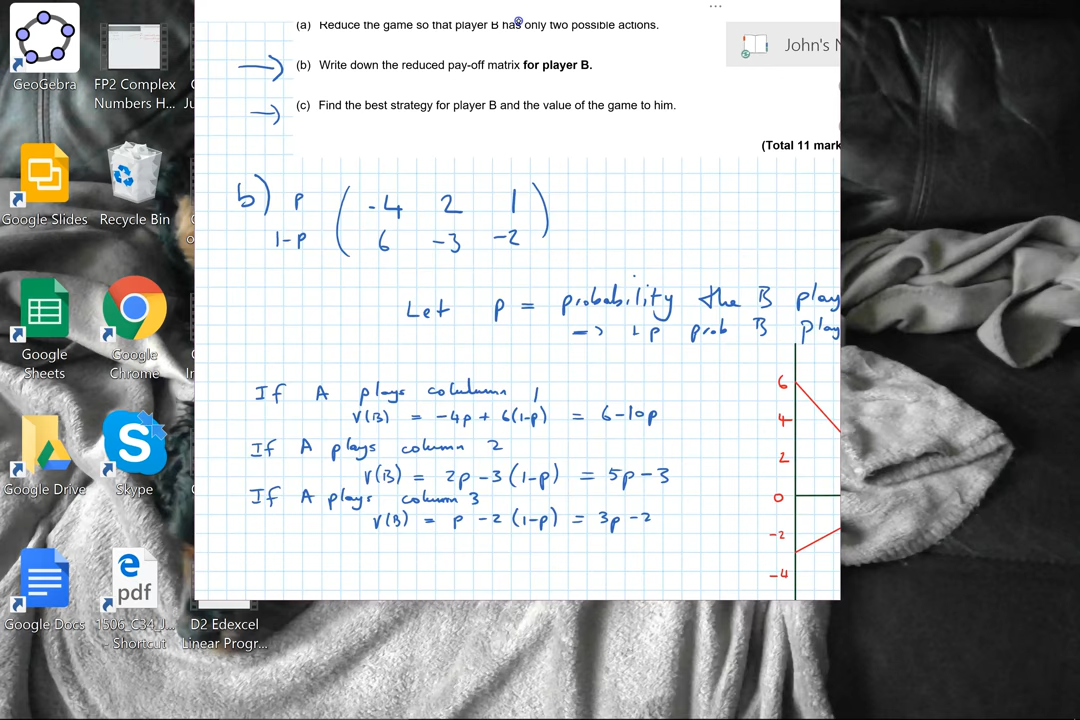 ...
(a) Reduce the game so that player B has only two possible actions.
(b) Write down the reduced pay-off matrix for player B.
(c) Find the best strategy for player B and the value of the game to him.
(Total 11 mark
John's N
b) p ( -4 2 1 )
1-p ( 6 -3 -2 )
Let p = probability the B play
=> 1-p prob B play
If A plays coludumn 1
V(B) = -4p + 6(1-p) = 6-10p
If A plays column 2
V(B) = 2p - 3(1-p) = 5p - 3
If A plays column 3
V(B) = p - 2(1-p) = 3p - 2
6
4
2
0
-2
-4
GeoGebra
FP2 Complex
Numbers H...
Google Slides
Recycle Bin
Google
Sheets
Google
Chrome
Google Drive
Skype
Google Docs
e
pdf
1506_C34_J...
- Shortcut
D2 Edexcel
Linear Progr...